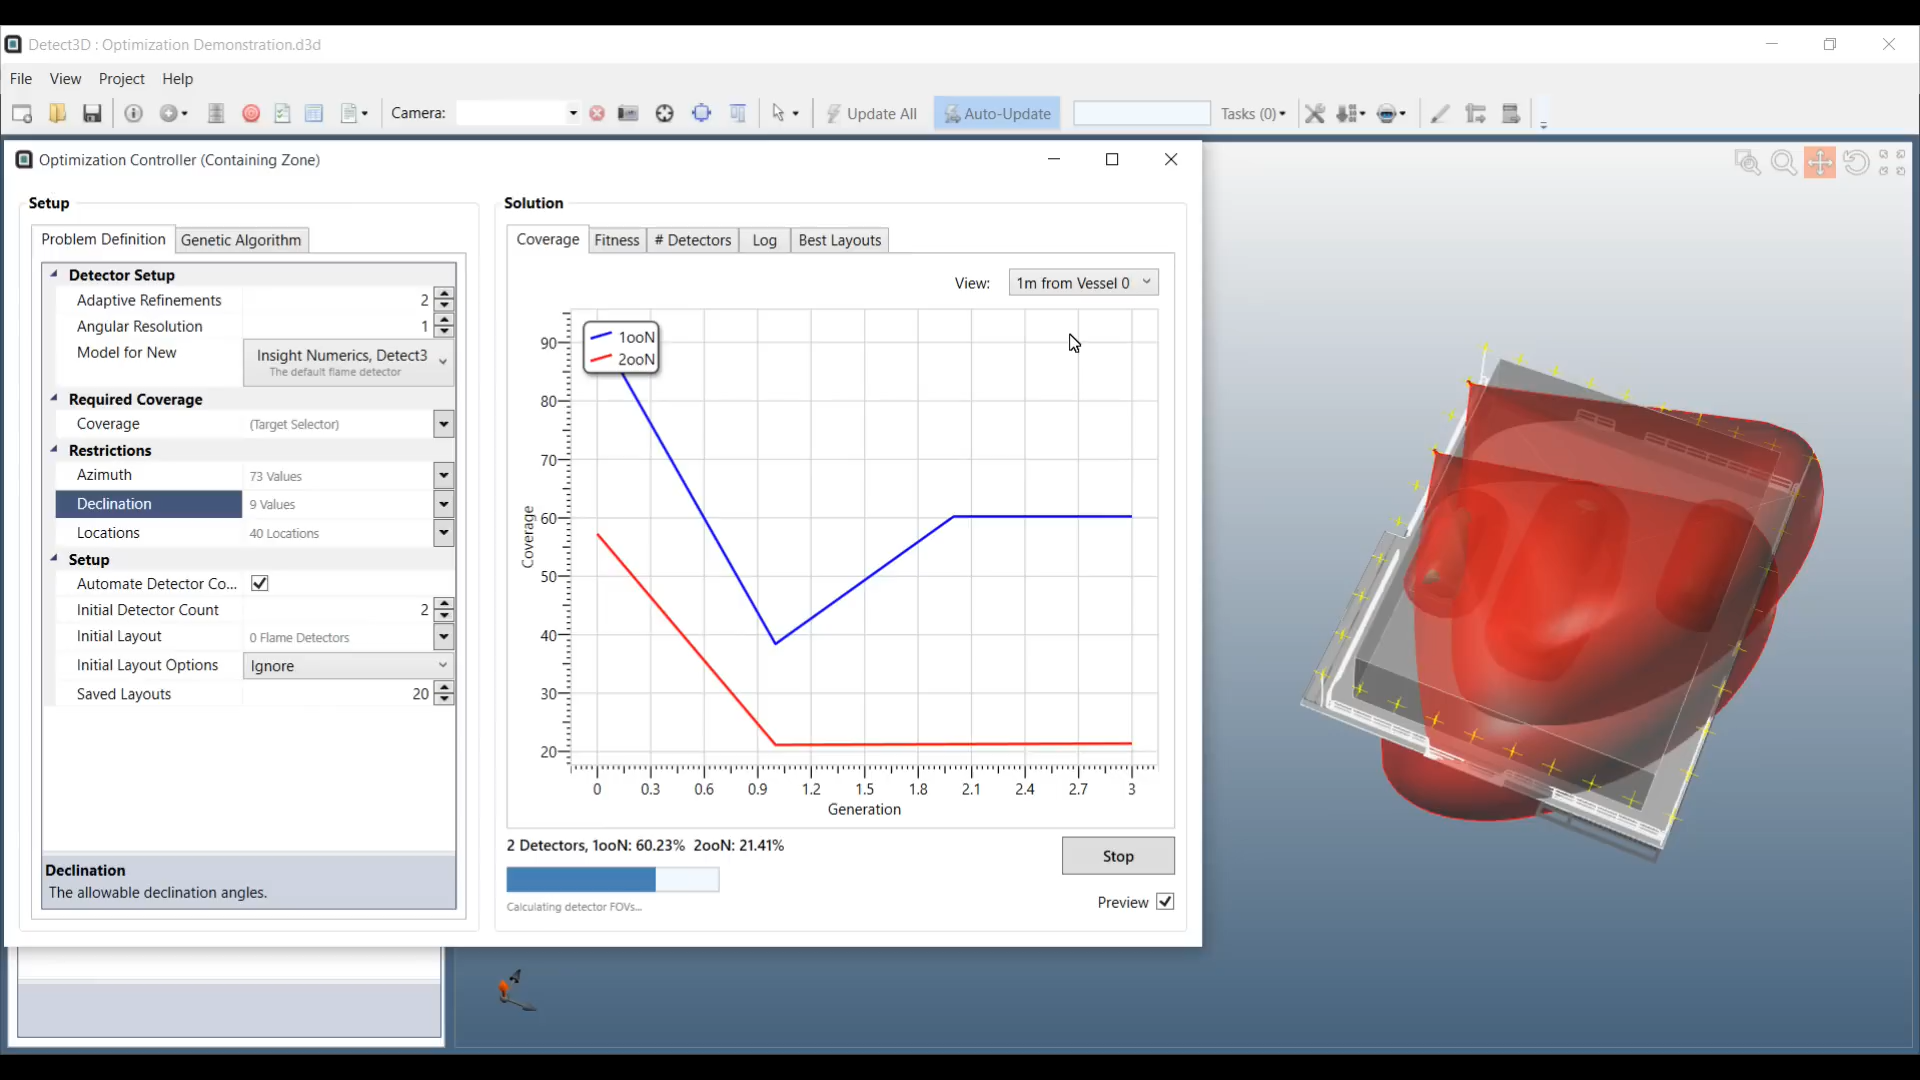 Detect3D : Optimization Demonstration.d3d
File View Project Help
Camera: Update All Auto-Update Tasks (0)
Optimization Controller (Containing Zone)
Setup
Problem Definition Genetic Algorithm
Detector Setup
Adaptive Refinements 2
Angular Resolution 1
Model for New Insight Numerics, Detect3
The default flame detector
Required Coverage
Coverage (Target Selector)
Restrictions
Azimuth 73 Values
Declination 9 Values
Locations 40 Locations
Setup
Automate Detector Co...
Initial Detector Count 2
Initial Layout 0 Flame Detectors
Initial Layout Options Ignore
Saved Layouts 20
Declination
The allowable declination angles.
Solution
Coverage Fitness # Detectors Log Best Layouts
View: 1m from Vessel 0
1ooN
2ooN
90
80
70
60
50
40
30
20
Coverage
0 0.3 0.6 0.9 1.2 1.5 1.8 2.1 2.4 2.7 3
Generation
2 Detectors, 1ooN: 60.23% 2ooN: 21.41%
Stop
Calculating detector FOVs...
Preview